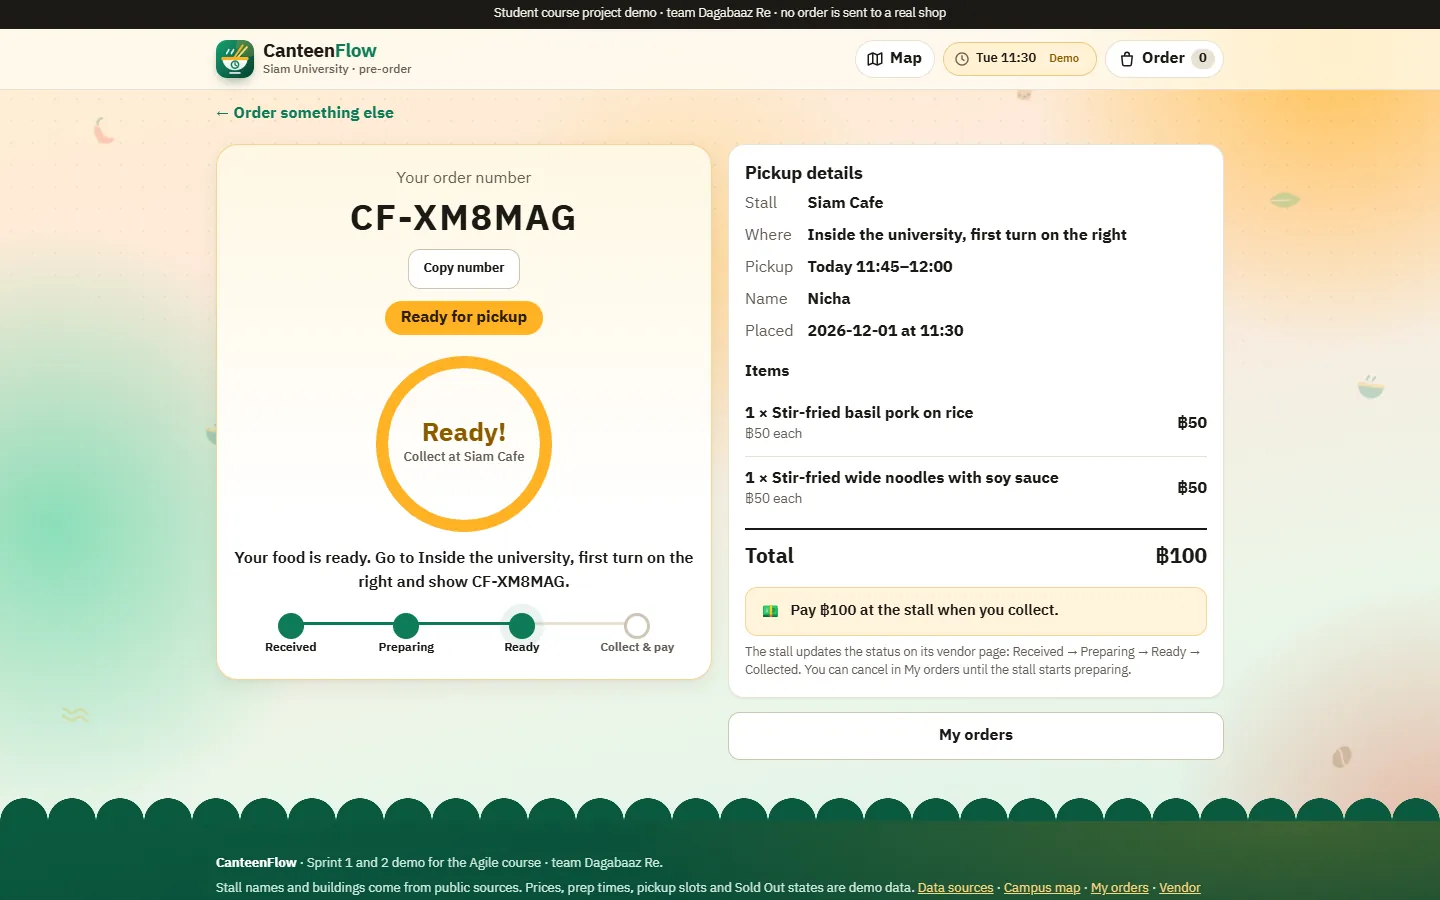 Student course project demo · team Dagabaaz Re · no order is sent to a real shop
CanteenFlow
Siam University · pre-order
Map
Tue 11:30 Demo
Order 0
← Order something else
Your order number
CF-XM8MAG
Copy number
Ready for pickup
Ready!
Collect at Siam Cafe
Your food is ready. Go to Inside the university, first turn on the
right and show CF-XM8MAG.
Received Preparing Ready Collect & pay
Pickup details
Stall Siam Cafe
Where Inside the university, first turn on the right
Pickup Today 11:45–12:00
Name Nicha
Placed 2026-12-01 at 11:30
Items
1 × Stir-fried basil pork on rice ฿50
฿50 each
1 × Stir-fried wide noodles with soy sauce ฿50
฿50 each
Total ฿100
Pay ฿100 at the stall when you collect.
The stall updates the status on its vendor page: Received → Preparing → Ready →
Collected. You can cancel in My orders until the stall starts preparing.
My orders
CanteenFlow · Sprint 1 and 2 demo for the Agile course · team Dagabaaz Re.
Stall names and buildings come from public sources. Prices, prep times, pickup slots and Sold Out states are demo data. Data sources · Campus map · My orders · Vendor